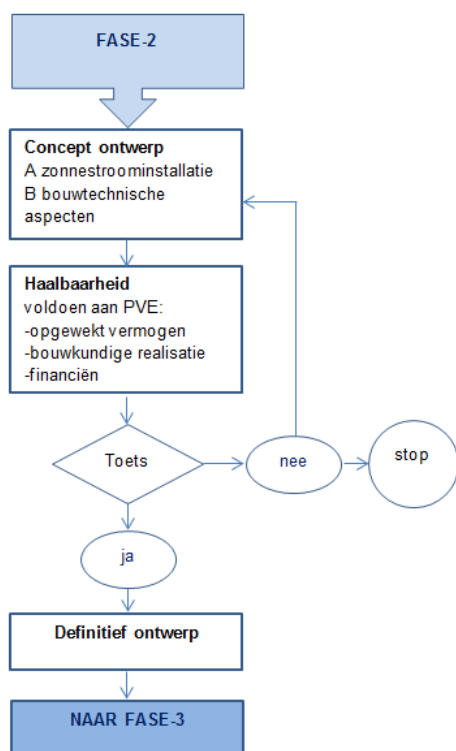 FASE-2
Concept ontwerp
A zonnestroominstallatie
B bouwtechnische
aspecten
Haalbaarheid
voldoen aan PVE:
-opgewekt vermogen
-bouwkundige realisatie
-financiën
Toets
nee
stop
ja
Definitief ontwerp
NAAR FASE-3